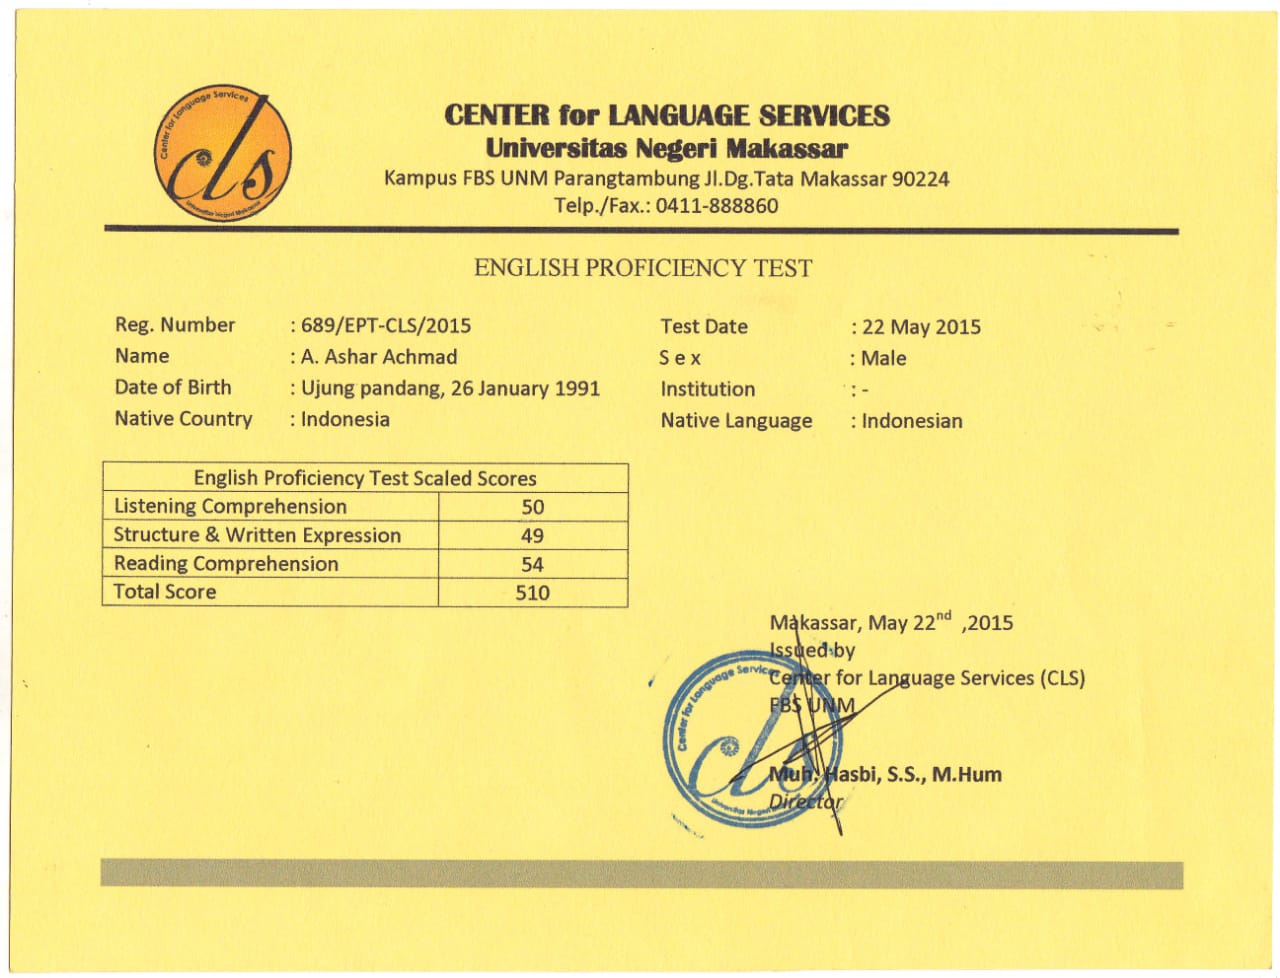 Center for Language Services
cls
Universitas Negeri Makassar
CENTER for LANGUAGE SERVICES
Universitas Negeri Makassar
Kampus FBS UNM Parangtambung Jl.Dg.Tata Makassar 90224
Telp./Fax.: 0411-888860
ENGLISH PROFICIENCY TEST
Reg. Number : 689/EPT-CLS/2015 Test Date : 22 May 2015
Name : A. Ashar Achmad S e x : Male
Date of Birth : Ujung pandang, 26 January 1991 Institution : -
Native Country : Indonesia Native Language : Indonesian
English Proficiency Test Scaled Scores
Listening Comprehension 50
Structure & Written Expression 49
Reading Comprehension 54
Total Score 510
Makassar, May 22nd ,2015
Issued by
Center for Language Services (CLS)
FBS UNM
Center for Language Services
cls
Universitas Negeri
Muh. Hasbi, S.S., M.Hum
Director